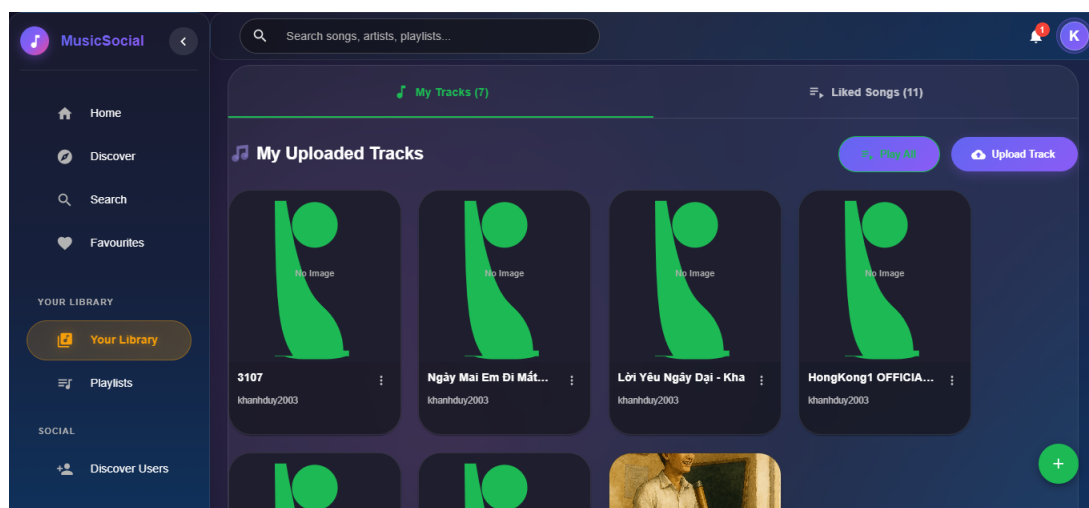 MusicSocial
Search songs, artists, playlists...
1
K
Home
Discover
Search
Favourites
YOUR LIBRARY
Your Library
Playlists
SOCIAL
Discover Users
My Tracks (7)
Liked Songs (11)
My Uploaded Tracks
Play All
Upload Track
No Image
No Image
No Image
No Image
3107
Ngày Mai Em Đi Mất...
Lời Yêu Ngây Dại - Kha
HongKong1 OFFICIA...
khanhduy2003
khanhduy2003
khanhduy2003
khanhduy2003